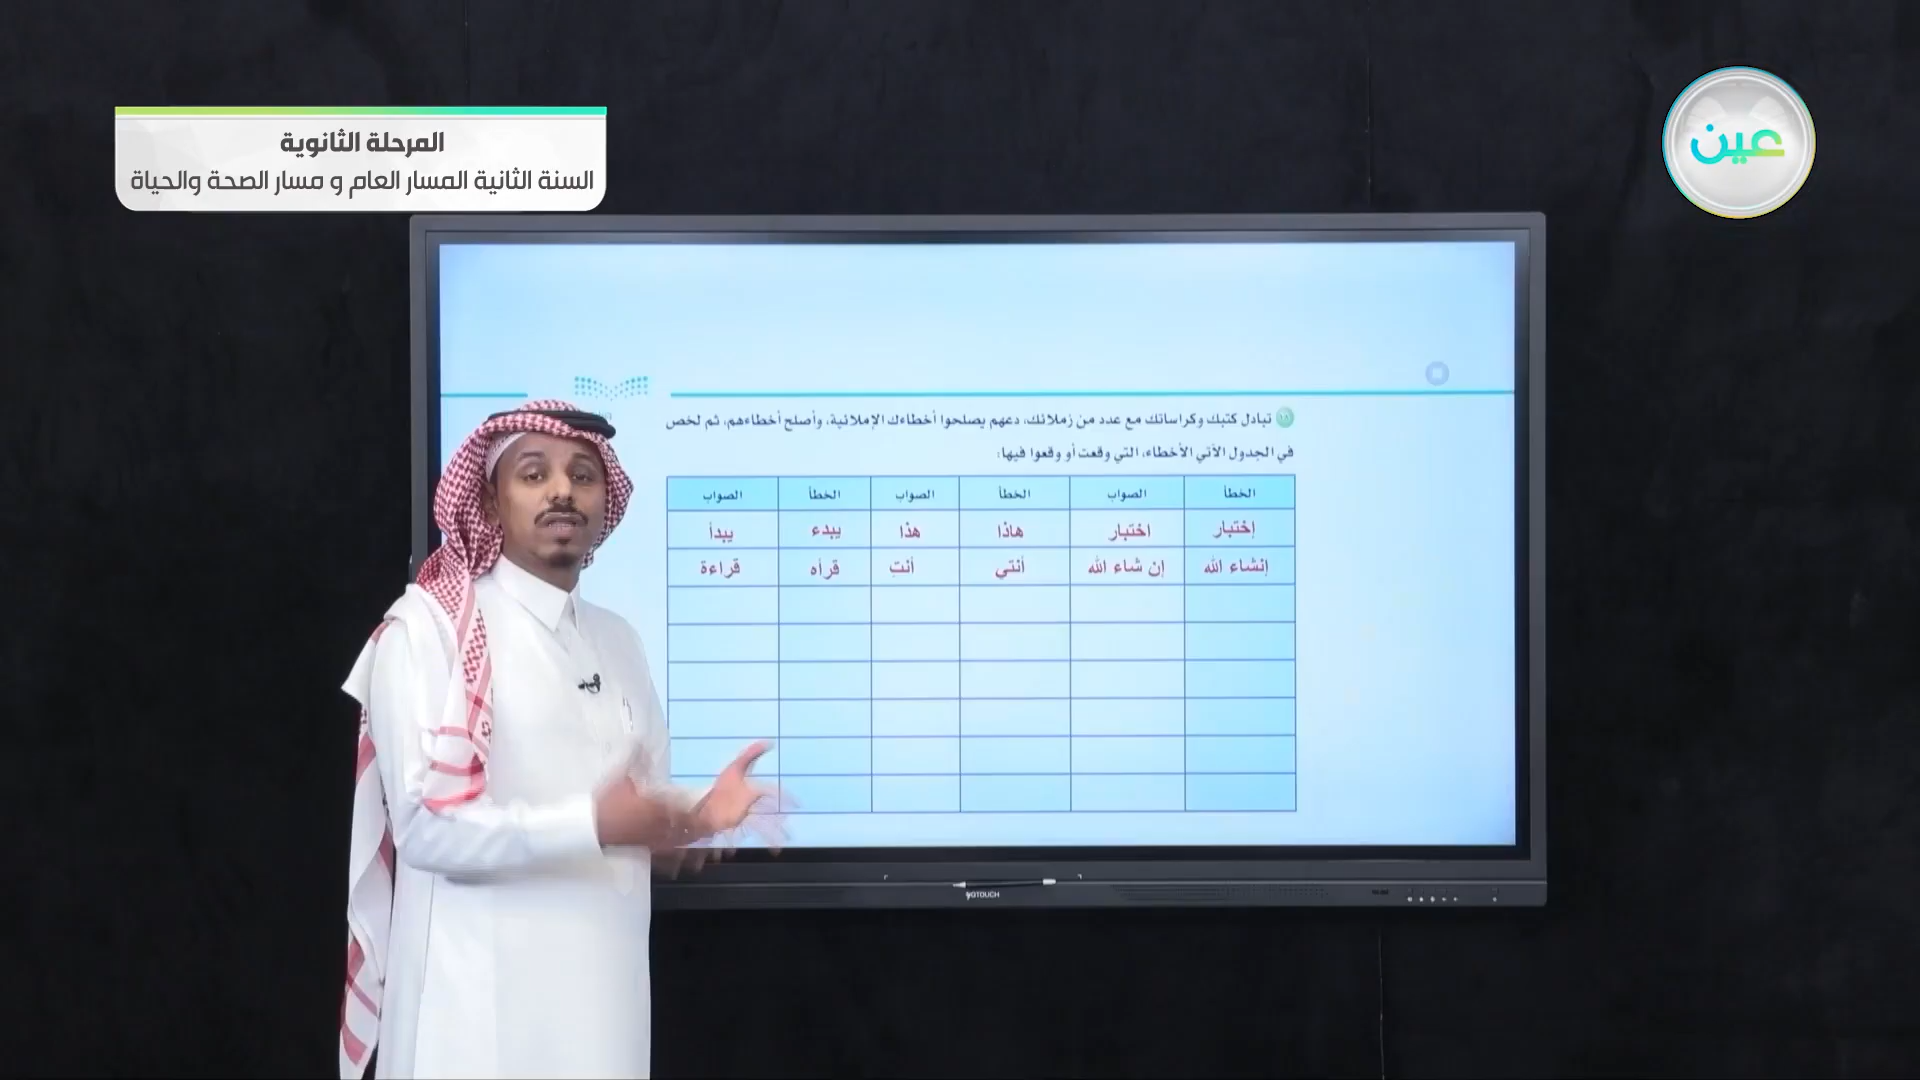 المرحلة الثانوية
السنة الثانية المسار العام و مسار الصحة والحياة
عين
تبادل كتبك وكراساتك مع عدد من زملائك، دعهم يصلحوا أخطاءك الإملائية، وأصلح أخطاءهم، ثم لخص
في الجدول الآتي الأخطاء، التي وقعت أو وقعوا فيها:
الخطأ الصواب الخطأ الصواب الخطأ الصواب
إختبار اختبار هاذا هذا يبدء يبدأ
إنشاء الله إن شاء الله أنتي أنتِ قرأه قراءة
YQTOUCH